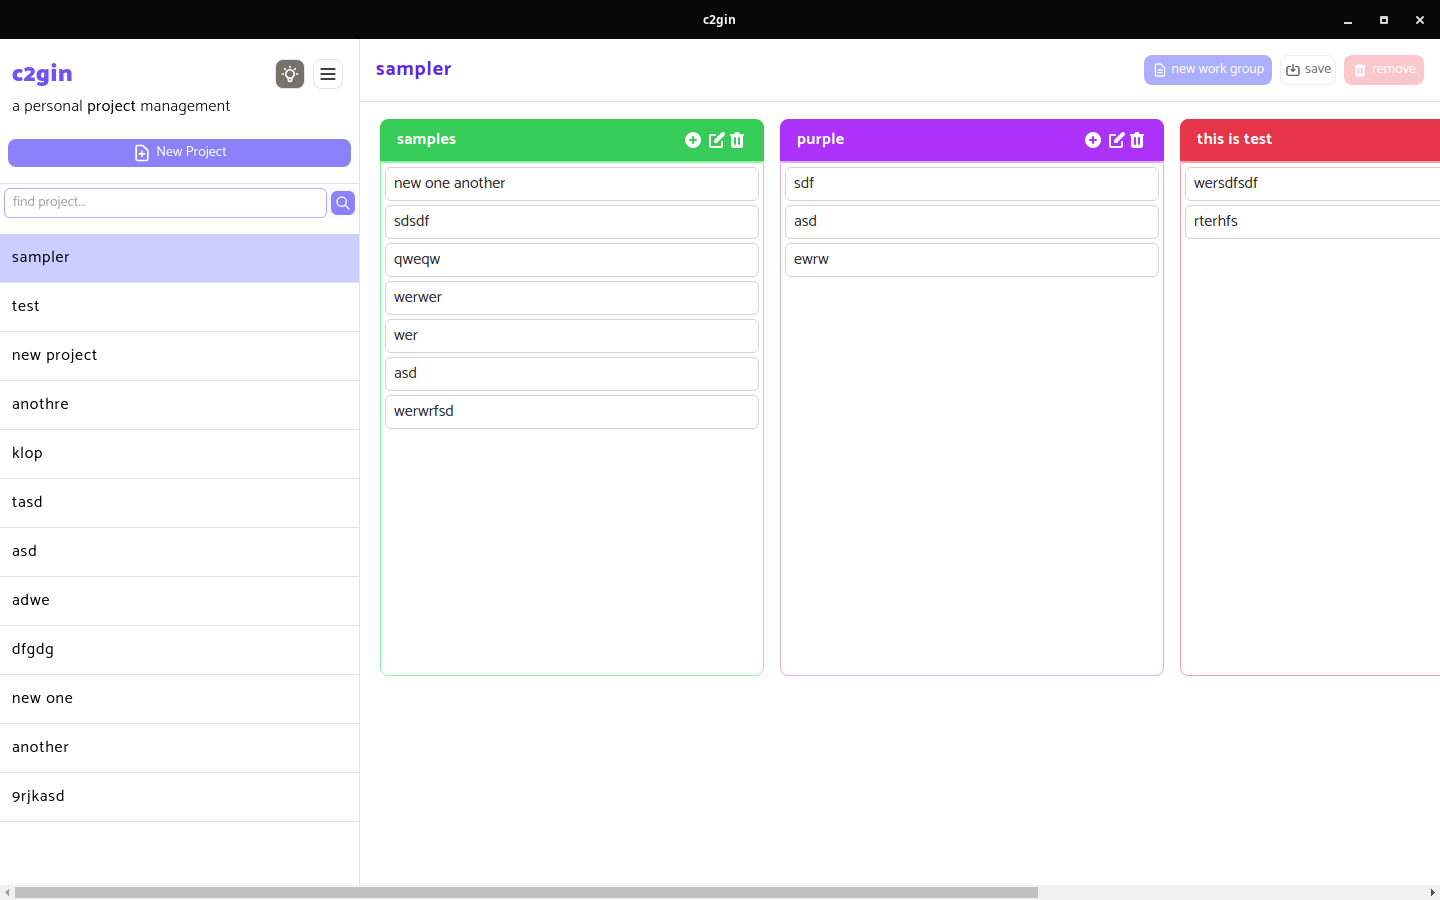 c2gin
c2gin
a personal project management
New Project
find project...
sampler
test
new project
anothre
klop
tasd
asd
adwe
dfgdg
new one
another
9rjkasd
sampler
new work group
save
remove
samples
new one another
sdsdf
qweqw
werwer
wer
asd
werwrfsd
purple
sdf
asd
ewrw
this is test
wersdfsdf
rterhfs